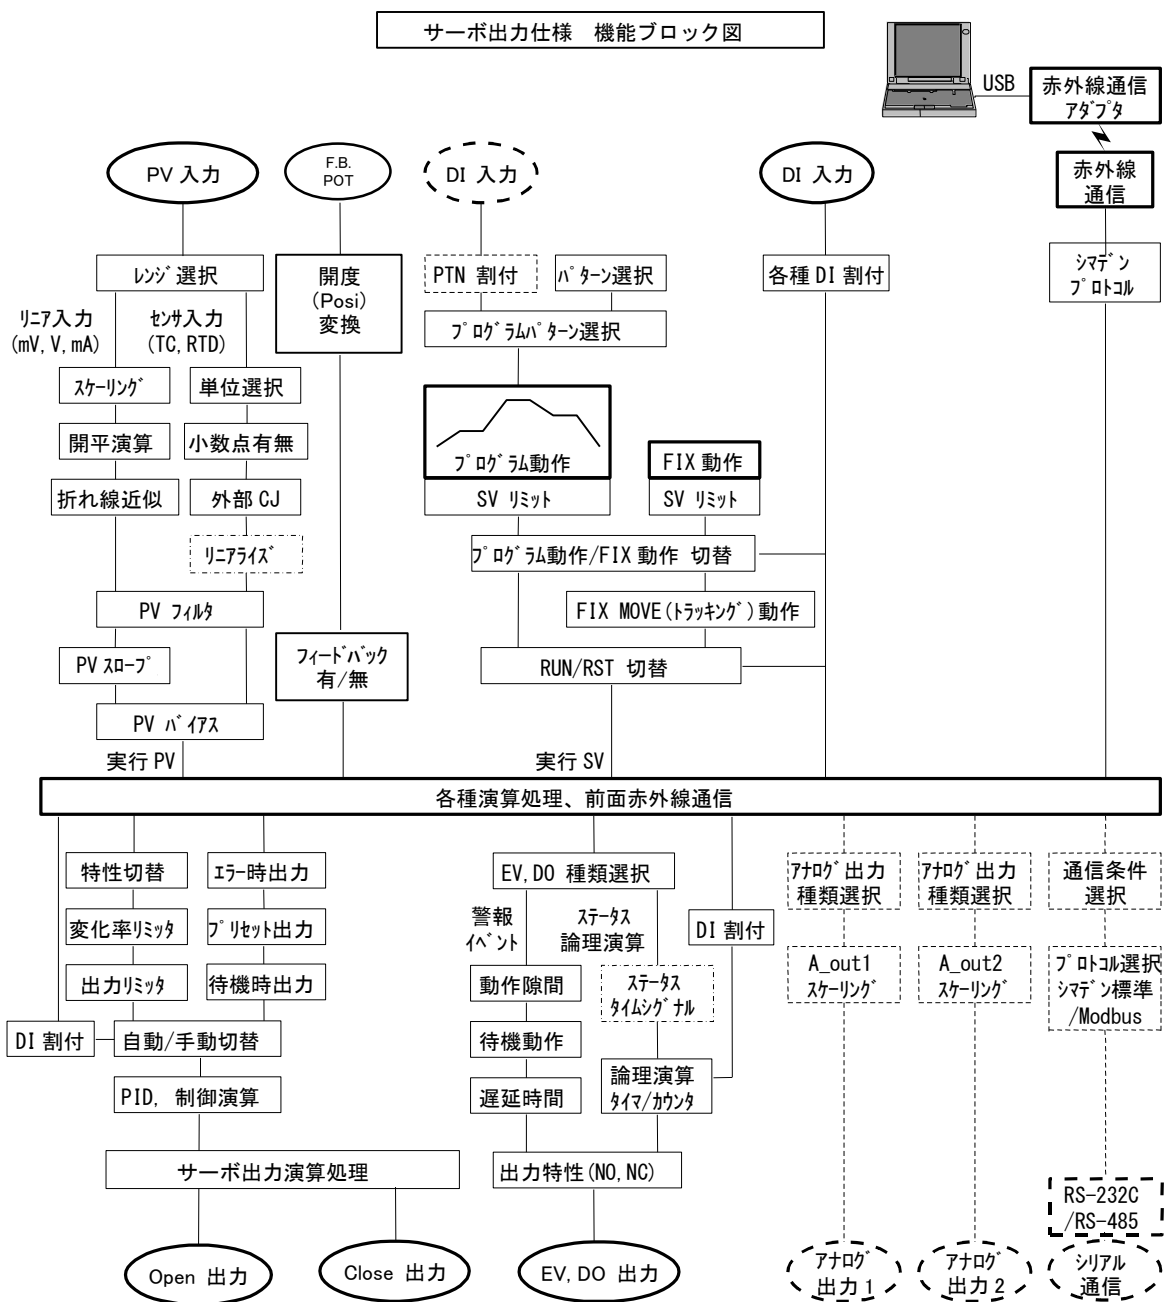 サーボ出力仕様　機能ブロック図
USB
赤外線通信
ｱﾀﾞﾌﾟﾀ
赤外線
通信
ｼﾏﾃﾞﾝ
ﾌﾟﾛﾄｺﾙ
PV 入力
F.B.
POT
DI 入力
DI 入力
ﾚﾝｼﾞ選択
開度
(Posi)
変換
PTN 割付
ﾊﾟﾀｰﾝ選択
各種 DI 割付
ﾘﾆｱ入力
(mV, V, mA)
ｾﾝｻ入力
(TC, RTD)
ﾌﾟﾛｸﾞﾗﾑﾊﾟﾀｰﾝ選択
ｽｹｰﾘﾝｸﾞ
単位選択
開平演算
小数点有無
ﾌﾟﾛｸﾞﾗﾑ動作
FIX 動作
折れ線近似
外部 CJ
SV ﾘﾐｯﾄ
SV ﾘﾐｯﾄ
ﾘﾆｱﾗｲｽﾞ
ﾌﾟﾛｸﾞﾗﾑ動作/FIX 動作 切替
PV ﾌｨﾙﾀ
FIX MOVE(ﾄﾗｯｷﾝｸﾞ)動作
PV ｽﾛｰﾌﾟ
ﾌｨｰﾄﾞﾊﾞｯｸ
有/無
RUN/RST 切替
PV ﾊﾞｲｱｽ
実行 PV
実行 SV
各種演算処理、前面赤外線通信
特性切替
ｴﾗｰ時出力
EV, DO 種類選択
ｱﾅﾛｸﾞ出力
種類選択
ｱﾅﾛｸﾞ出力
種類選択
通信条件
選択
変化率ﾘﾐｯﾀ
ﾌﾟﾘｾｯﾄ出力
警報
ｲﾍﾞﾝﾄ
ｽﾃｰﾀｽ
論理演算
DI 割付
出力ﾘﾐｯﾀ
待機時出力
動作隙間
ｽﾃｰﾀｽ
ﾀｲﾑｼｸﾞﾅﾙ
A_out1
ｽｹｰﾘﾝｸﾞ
A_out2
ｽｹｰﾘﾝｸﾞ
ﾌﾟﾛﾄｺﾙ選択
ｼﾏﾃﾞﾝ標準
/Modbus
DI 割付
自動/手動切替
待機動作
PID, 制御演算
遅延時間
論理演算
ﾀｲﾏ/ｶｳﾝﾀ
サーボ出力演算処理
出力特性(NO, NC)
RS-232C
/RS-485
Open 出力
Close 出力
EV, DO 出力
ｱﾅﾛｸﾞ
出力 1
ｱﾅﾛｸﾞ
出力 2
ｼﾘｱﾙ
通信